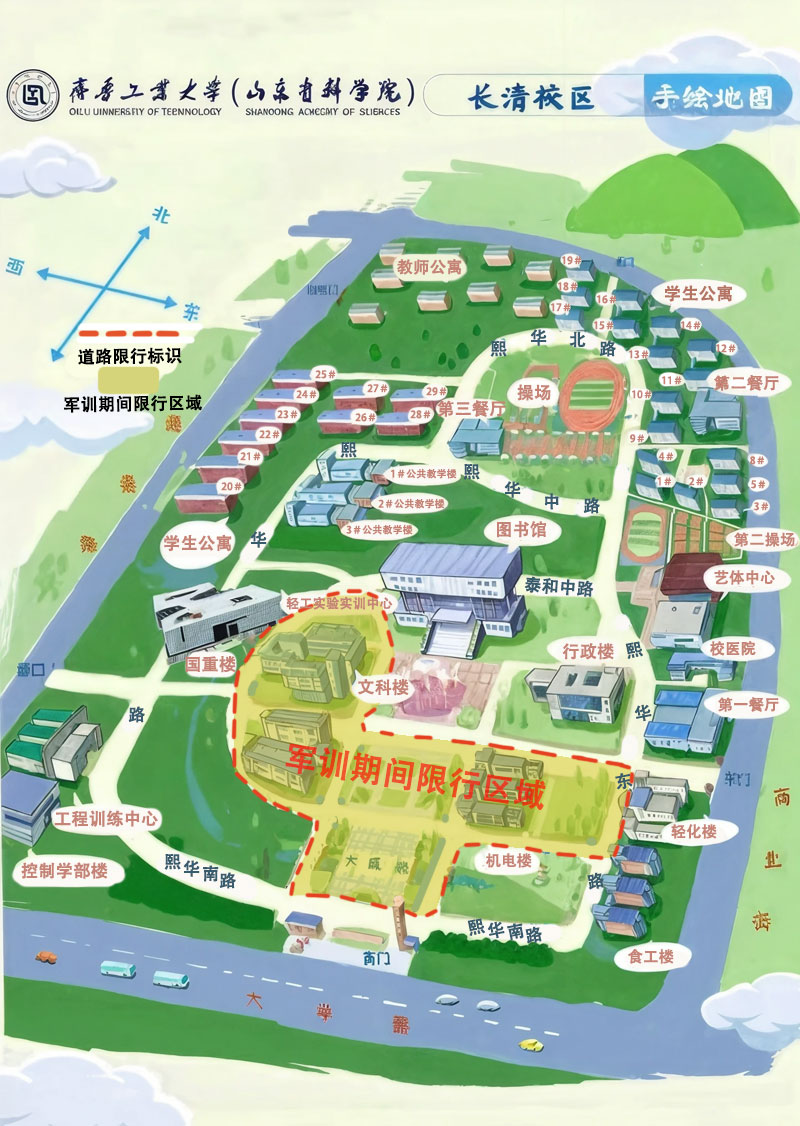 齐鲁工业大学(山东省科学院)
QILU UINNERSITY OF TECNNOLOGY SHANOONG ACMEGMY OF SLIERCES
长清校区 手绘地图
北
西
东
道路限行标识
军训期间限行区域
教师公寓
19#
18#
17#
16#
15#
学生公寓
14#
13#
12#
11#
10#
9#
第二餐厅
熙华北路
操场
25#
24#
23#
22#
21#
20#
27#
29#
26#
28#
第三餐厅
4#
1#
2#
8#
5#
3#
1#公共教学楼
2#公共教学楼
3#公共教学楼
熙华中路
学生公寓
熙华路
图书馆
第二操场
泰和中路
艺体中心
轻工实验实训中心
国重楼
文科楼
行政楼
校医院
第一餐厅
熙华东路
军训期间限行区域
东门
商业街
工程训练中心
控制学部楼
熙华南路
机电楼
轻化楼
熙华南路
食工楼
南门
大学